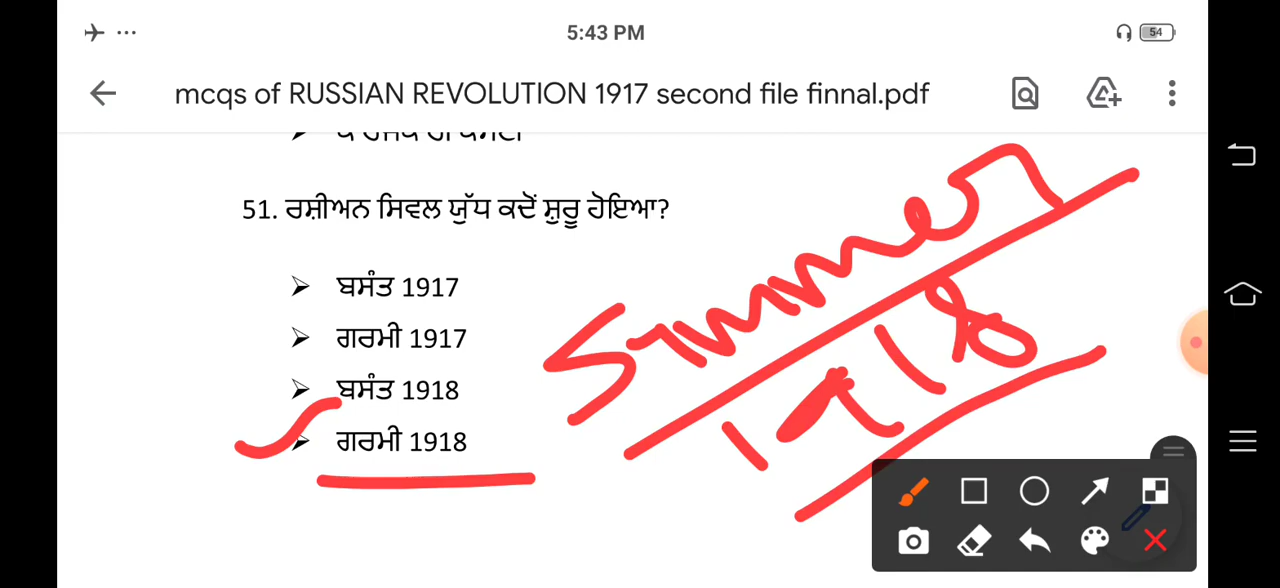 5:43 PM
54
mcqs of RUSSIAN REVOLUTION 1917 second file finnal.pdf
51. ਰਸ਼ੀਅਨ ਸਿਵਲ ਯੁੱਧ ਕਦੋਂ ਸ਼ੁਰੂ ਹੋਇਆ?
➢ ਬਸੰਤ 1917
➢ ਗਰਮੀ 1917
➢ ਬਸੰਤ 1918
➢ ਗਰਮੀ 1918
Summer
1918